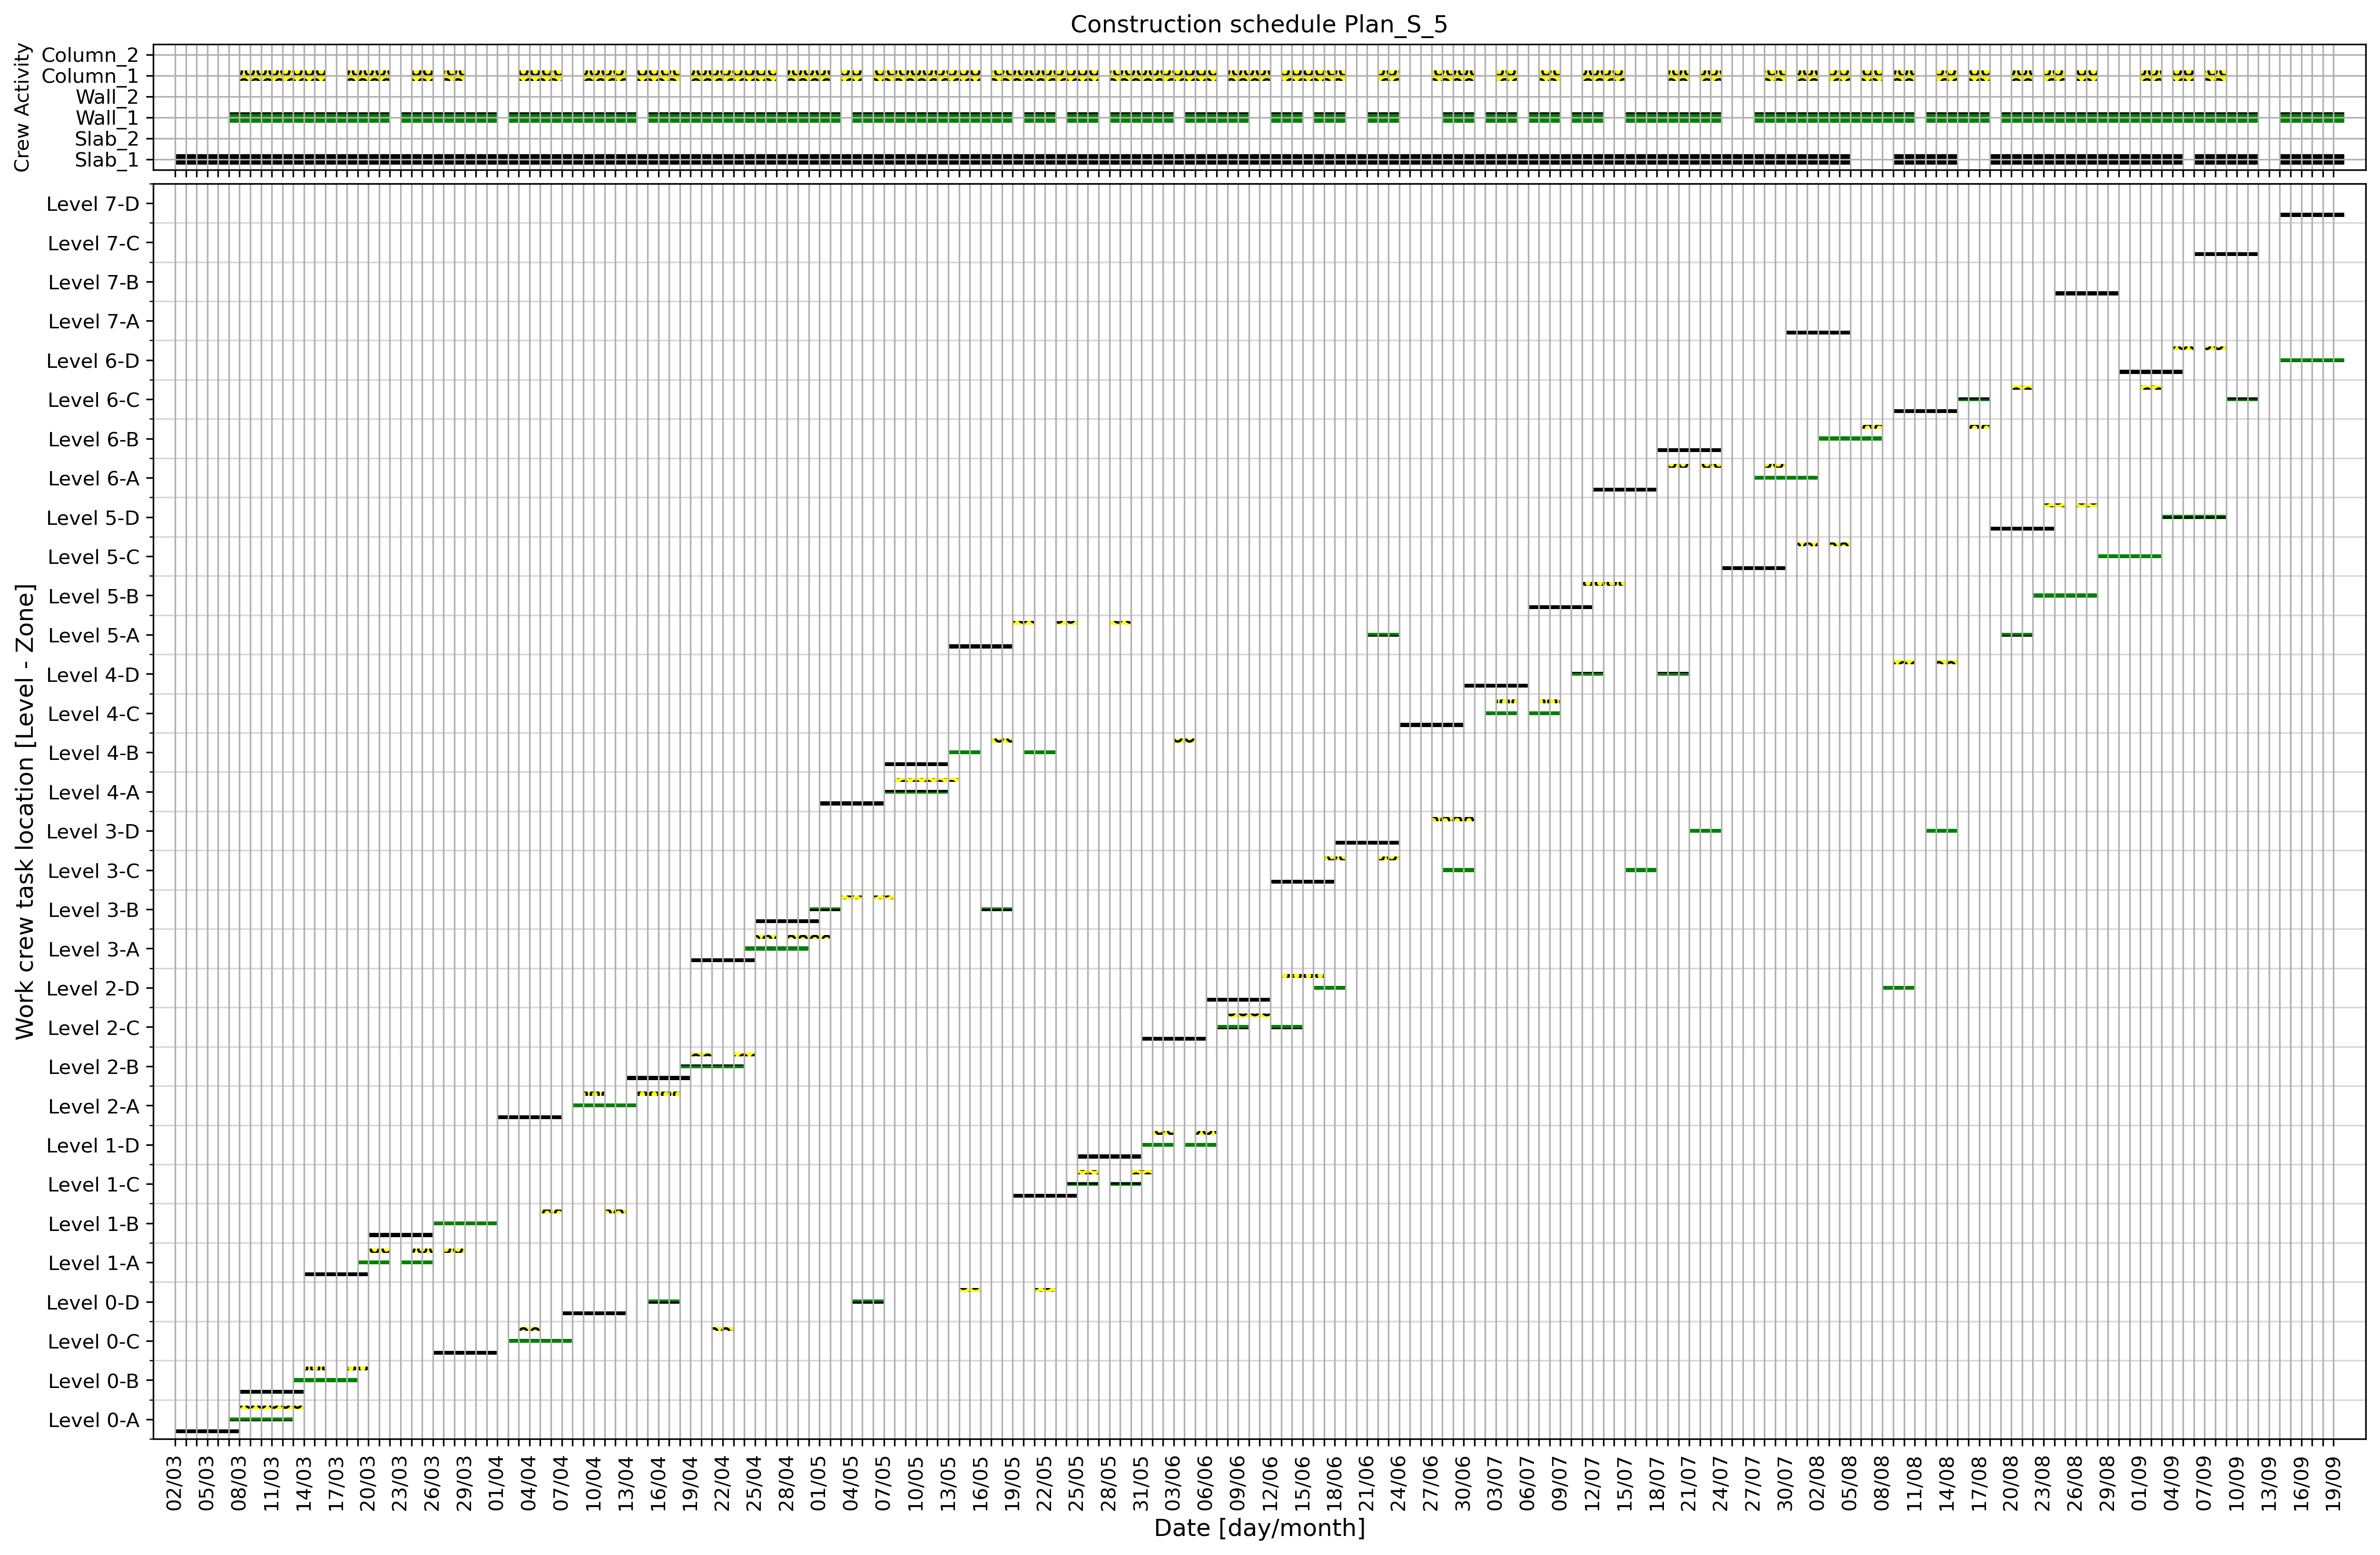 Construction schedule Plan_S_5
Crew Activity
Column_2
Column_1
Wall_2
Wall_1
Slab_2
Slab_1
Work crew task location [Level - Zone]
Level 7-D
Level 7-C
Level 7-B
Level 7-A
Level 6-D
Level 6-C
Level 6-B
Level 6-A
Level 5-D
Level 5-C
Level 5-B
Level 5-A
Level 4-D
Level 4-C
Level 4-B
Level 4-A
Level 3-D
Level 3-C
Level 3-B
Level 3-A
Level 2-D
Level 2-C
Level 2-B
Level 2-A
Level 1-D
Level 1-C
Level 1-B
Level 1-A
Level 0-D
Level 0-C
Level 0-B
Level 0-A
02/03
05/03
08/03
11/03
14/03
17/03
20/03
23/03
26/03
29/03
01/04
04/04
07/04
10/04
13/04
16/04
19/04
22/04
25/04
28/04
01/05
04/05
07/05
10/05
13/05
16/05
19/05
22/05
25/05
28/05
31/05
03/06
06/06
09/06
12/06
15/06
18/06
21/06
24/06
27/06
30/06
03/07
06/07
09/07
12/07
15/07
18/07
21/07
24/07
27/07
30/07
02/08
05/08
08/08
11/08
14/08
17/08
20/08
23/08
26/08
29/08
01/09
04/09
07/09
10/09
13/09
16/09
19/09
Date [day/month]